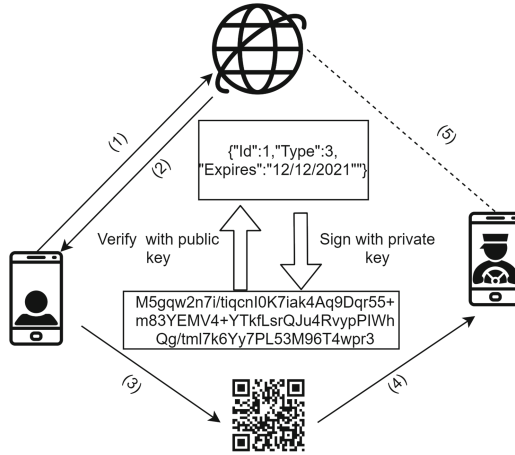 (1)
(2)
(5)
{"Id":1,"Type":3,
"Expires":"12/12/2021""}
Verify with public
key
Sign with private
key
M5gqw2n7i/tiqcnI0K7iak4Aq9Dqr55+
m83YEMV4+YTkfLsrQJu4RvypPIWh
Qg/tml7k6Yy7PL53M96T4wpr3
(3)
(4)